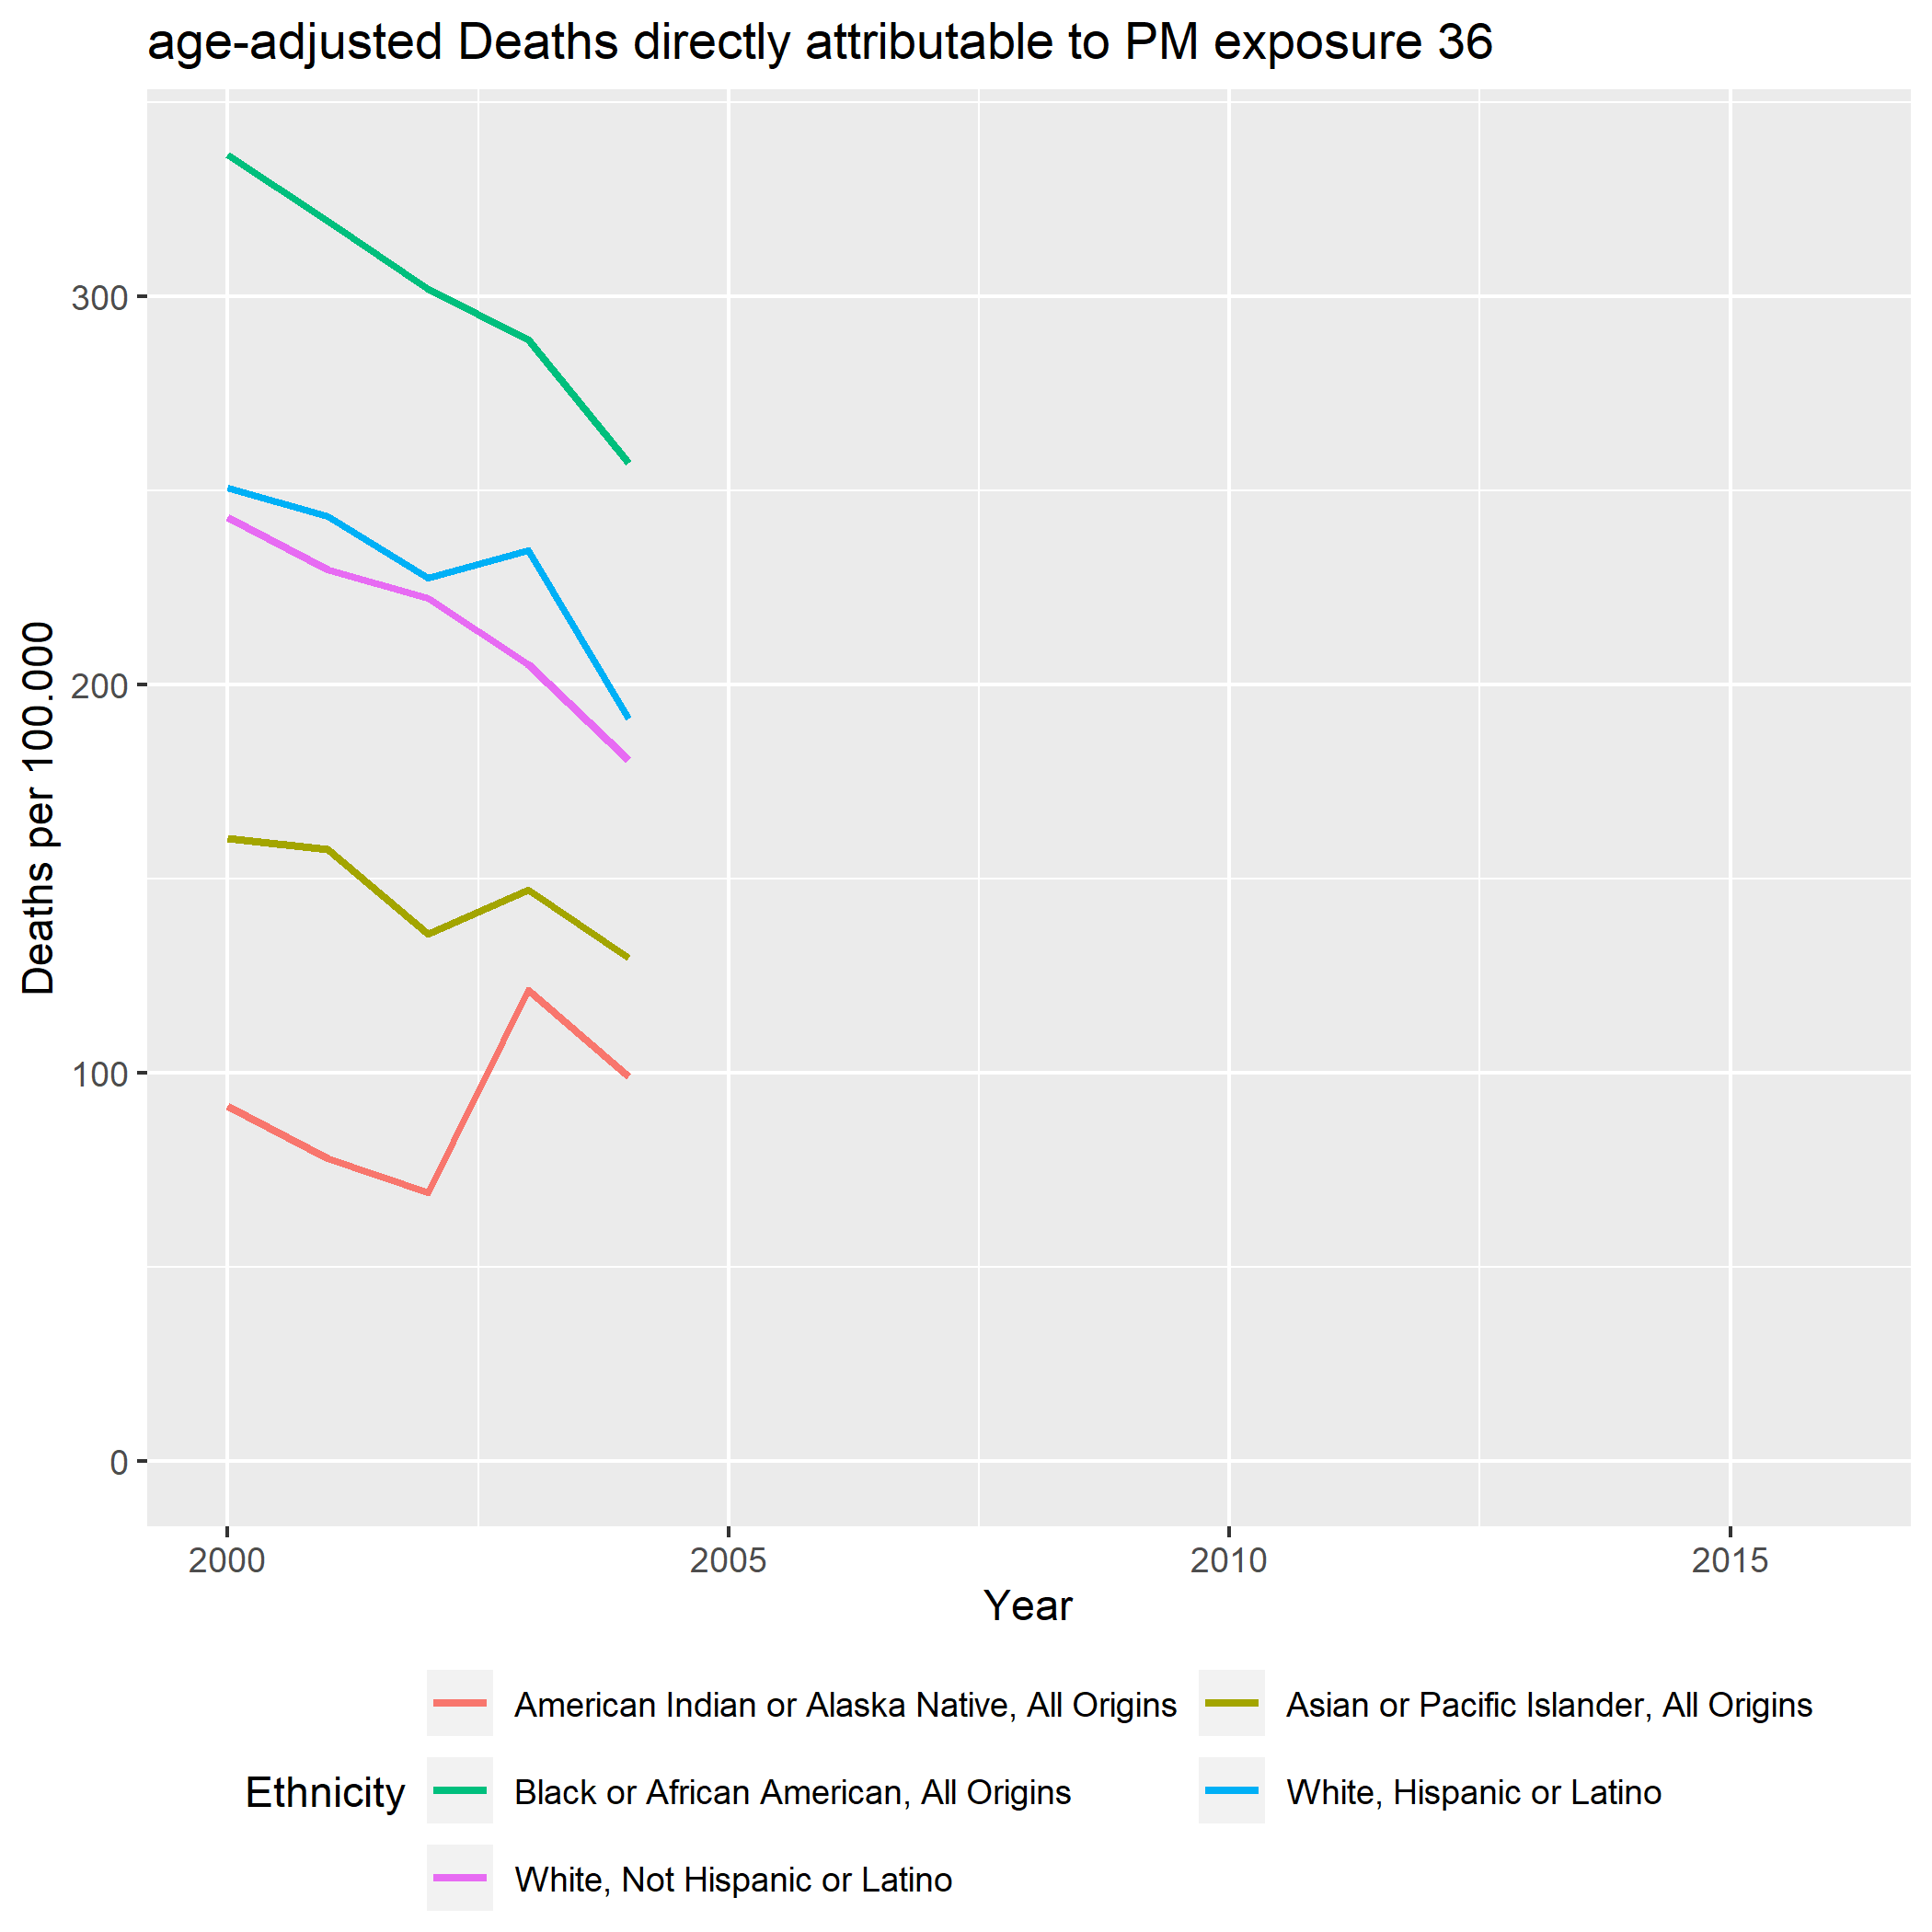 age-adjusted Deaths directly attributable to PM exposure 36
Deaths per 100.000
300
200
100
0
2000 2005 2010 2015
Year
Ethnicity
American Indian or Alaska Native, All Origins
Asian or Pacific Islander, All Origins
Black or African American, All Origins
White, Hispanic or Latino
White, Not Hispanic or Latino